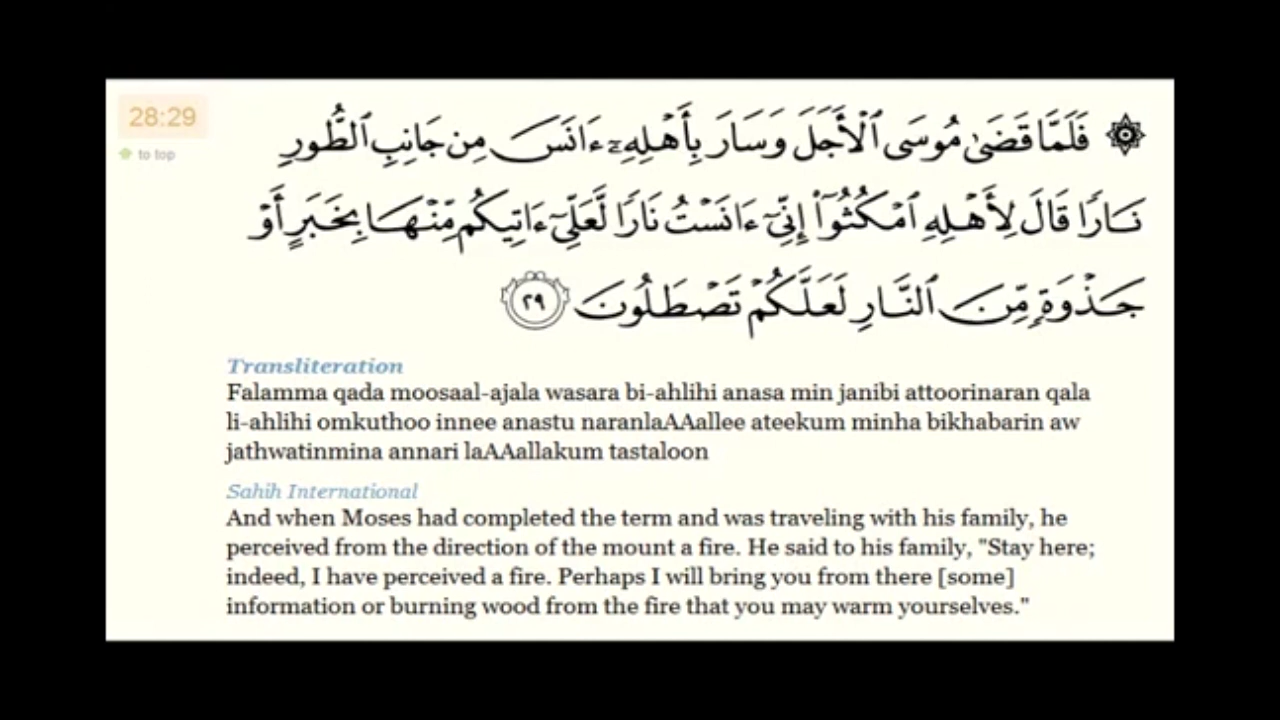 28:29
to top
۞ فَلَمَّا قَضَىٰ مُوسَى ٱلْأَجَلَ وَسَارَ بِأَهْلِهِۦٓ ءَانَسَ مِن جَانِبِ ٱلطُّورِ
نَارًا قَالَ لِأَهْلِهِ ٱمْكُثُوٓا۟ إِنِّىٓ ءَانَسْتُ نَارًا لَّعَلِّىٓ ءَاتِيكُم مِّنْهَا بِخَبَرٍ أَوْ
جَذْوَةٍ مِّنَ ٱلنَّارِ لَعَلَّكُمْ تَصْطَلُونَ ٢٩
Transliteration
Falamma qada moosaal-ajala wasara bi-ahlihi anasa min janibi attoorinaran qala
li-ahlihi omkuthoo innee anastu naranlaAAallee ateekum minha bikhabarin aw
jathwatinmina annari laAAallakum tastaloon
Sahih International
And when Moses had completed the term and was traveling with his family, he
perceived from the direction of the mount a fire. He said to his family, "Stay here;
indeed, I have perceived a fire. Perhaps I will bring you from there [some]
information or burning wood from the fire that you may warm yourselves."